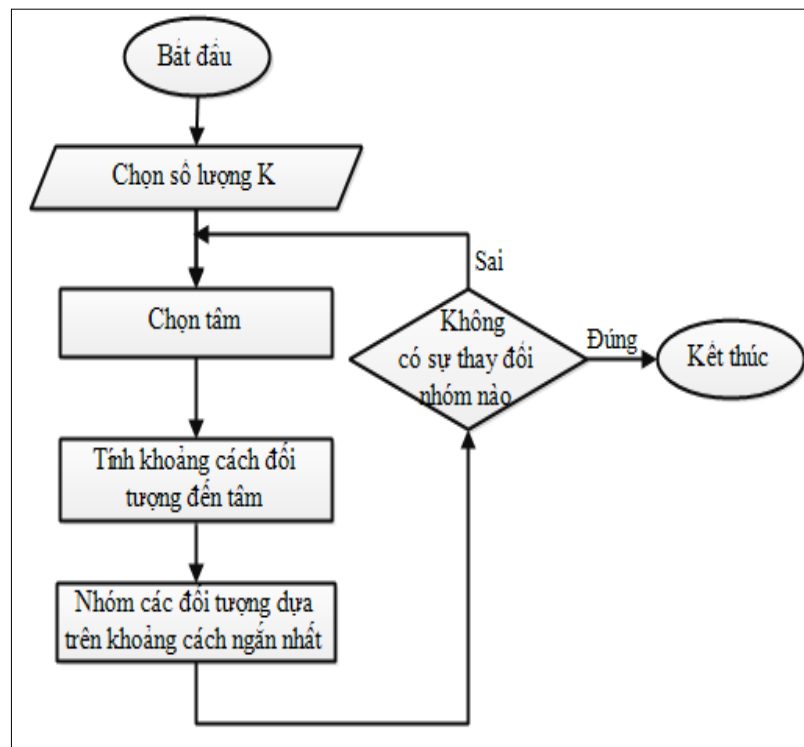 Bắt đầu
Chọn số lượng K
Chọn tâm
Tính khoảng cách đối
tượng đến tâm
Nhóm các đối tượng dựa
trên khoảng cách ngắn nhất
Sai
Không
có sự thay đổi
nhóm nào
Đúng
Kết thúc